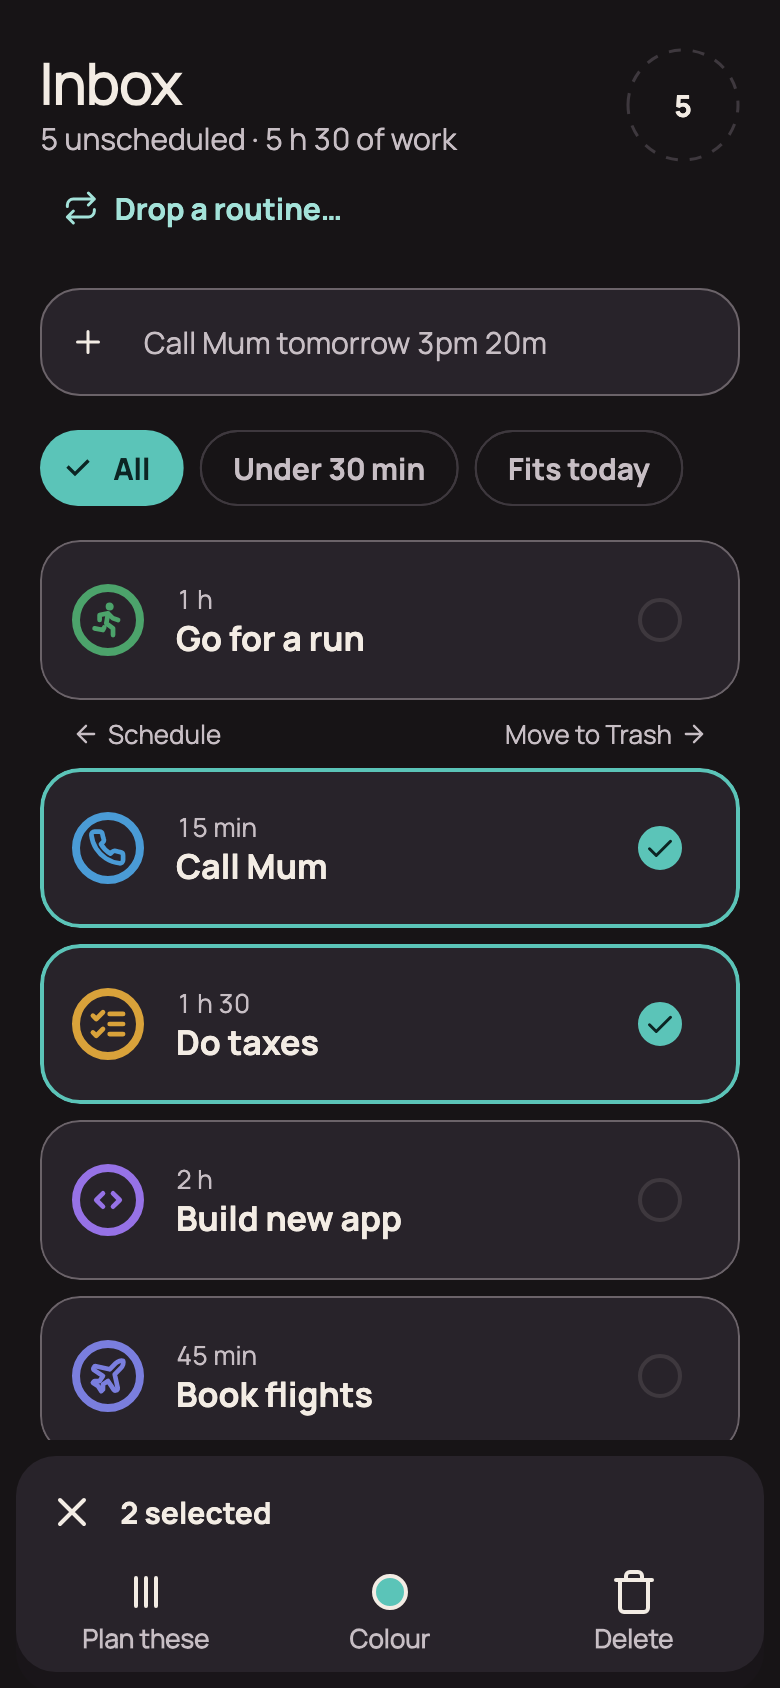 Inbox
5 unscheduled · 5 h 30 of work
5
Drop a routine...
Call Mum tomorrow 3pm 20m
All
Under 30 min
Fits today
1 h
Go for a run
← Schedule
Move to Trash →
15 min
Call Mum
1 h 30
Do taxes
2 h
Build new app
45 min
Book flights
2 selected
Plan these
Colour
Delete